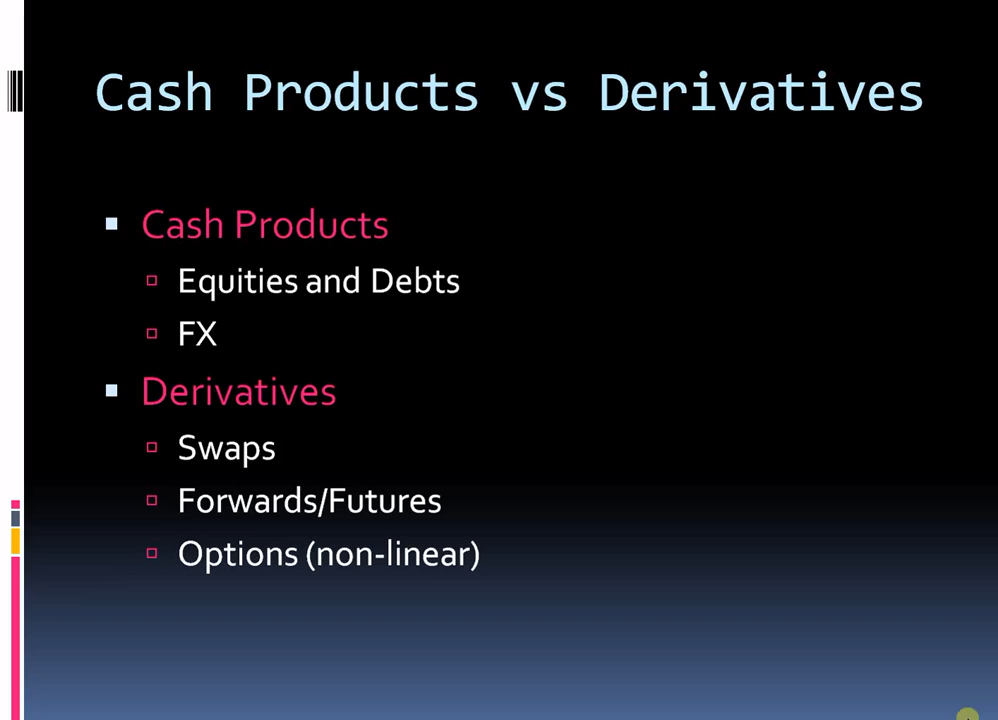 Cash Products vs Derivatives
Cash Products
Equities and Debts
FX
Derivatives
Swaps
Forwards/Futures
Options (non-linear)